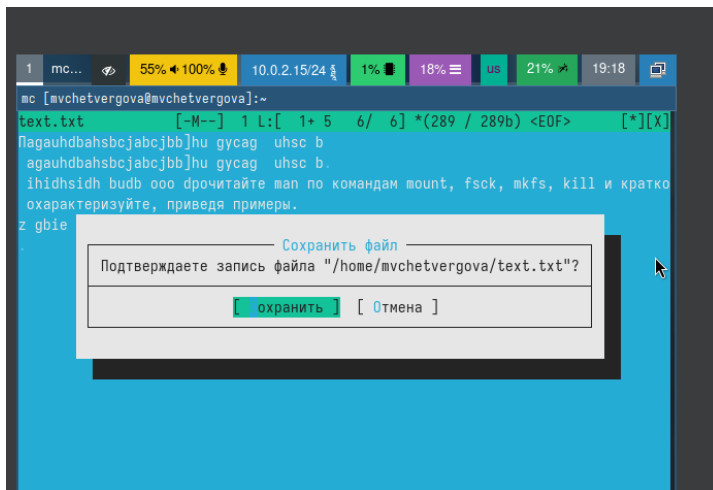 1 mc... 55% 100% 10.0.2.15/24 1% 18% us 21% 19:18
mc [mvchetvergova@mvchetvergova]:~
text.txt [-M--] 1 L:[ 1+ 5 6/ 6] *(289 / 289b) <EOF> [*][X]
Пagauhdbahsbcjabcjbb]hu gycag uhsc b
agauhdbahsbcjabcjbb]hu gycag uhsc b.
ihidhsidh budb ooo dрочитайте man по командам mount, fsck, mkfs, kill и кратко
охарактеризуйте, приведя примеры.
z gbie
.
Сохранить файл
Подтверждаете запись файла "/home/mvchetvergova/text.txt"?
[ Сохранить ] [ Отмена ]